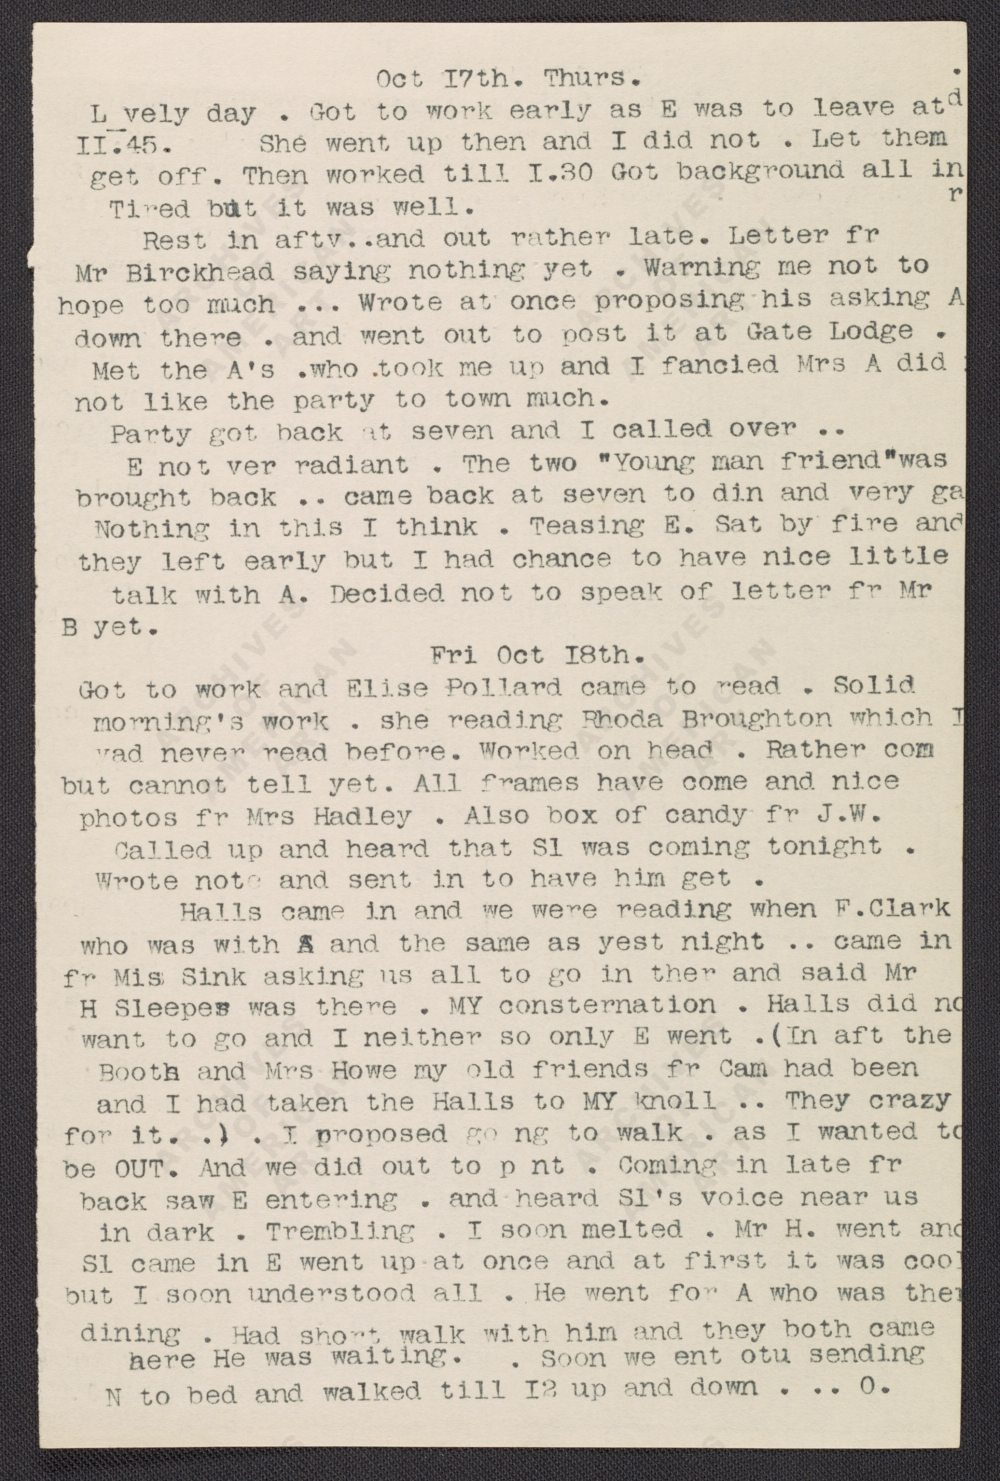 Oct I7th. Thurs.
L vely day . Got to work early as E was to leave at d
II.45. She went up then and I did not . Let them
get off. Then worked till I.30 Got background all in
r
Tired but it was well.
Rest in aftv..and out rather late. Letter fr
Mr Birckhead saying nothing yet . Warning me not to
hope too much ... Wrote at once proposing his asking A
down there . and went out to post it at Gate Lodge .
Met the A's .who .took me up and I fancied Mrs A did
not like the party to town much.
Party got back at seven and I called over ..
E not ver radiant . The two "Young man friend"was
brought back .. came back at seven to din and very ga
Nothing in this I think . Teasing E. Sat by fire and
they left early but I had chance to have nice little
talk with A. Decided not to speak of letter fr Mr
B yet.
Fri Oct I8th.
Got to work and Elise Pollard came to read . Solid
morning's work . she reading Rhoda Broughton which I
vad never read before. Worked on head . Rather com
but cannot tell yet. All frames have come and nice
photos fr Mrs Hadley . Also box of candy fr J.W.
Called up and heard that Sl was coming tonight .
Wrote note and sent in to have him get .
Halls came in and we were reading when F.Clark
who was with A and the same as yest night .. came in
fr Mis Sink asking us all to go in ther and said Mr
H Sleeper was there . MY consternation . Halls did no
want to go and I neither so only E went .(In aft the
Booth and Mrs Howe my old friends fr Cam had been
and I had taken the Halls to MY knoll .. They crazy
for it. .) . I proposed go ng to walk . as I wanted to
be OUT. And we did out to p nt . Coming in late fr
back saw E entering . and heard Sl's voice near us
in dark . Trembling . I soon melted . Mr H. went and
Sl came in E went up at once and at first it was cool
but I soon understood all . He went for A who was ther
dining . Had short walk with him and they both came
here He was waiting. . Soon we ent otu sending
N to bed and walked till I2 up and down . .. O.